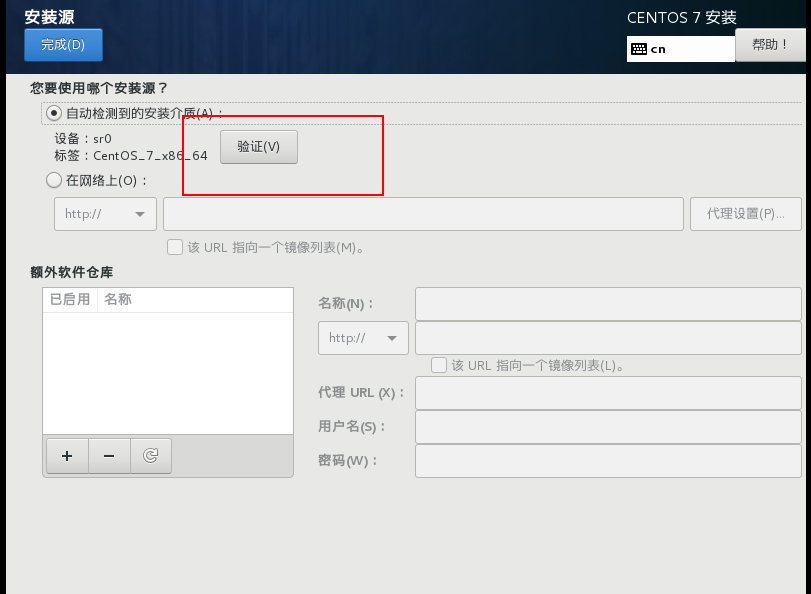 安装源
CENTOS 7 安装
完成(D)
cn
帮助！
您要使用哪个安装源？
自动检测到的安装介质(A)：
设备：sr0
标签：CentOS_7_x86_64
验证(V)
在网络上(O)：
http://
代理设置(P)...
该 URL 指向一个镜像列表(M)。
额外软件仓库
已启用 名称
名称(N)：
http://
该 URL 指向一个镜像列表(L)。
代理 URL (X)：
用户名(S)：
密码(W)：